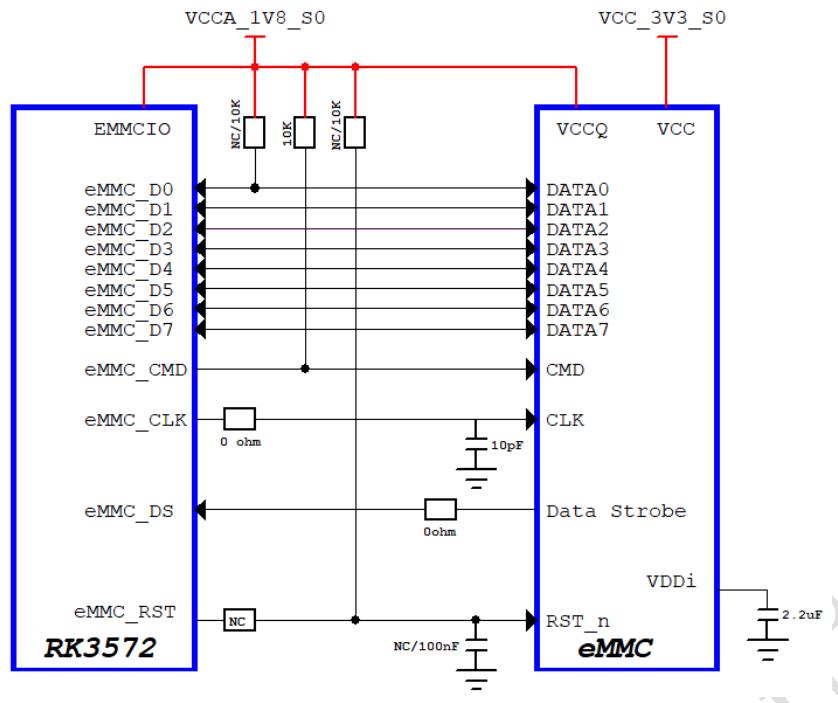 VCCA_1V8_S0
VCC_3V3_S0
EMMCIO
NC/10K
10K
NC/10K
VCCQ
VCC
eMMC_D0
DATA0
eMMC_D1
DATA1
eMMC_D2
DATA2
eMMC_D3
DATA3
eMMC_D4
DATA4
eMMC_D5
DATA5
eMMC_D6
DATA6
eMMC_D7
DATA7
eMMC_CMD
CMD
eMMC_CLK
0 ohm
10pF
CLK
eMMC_DS
0ohm
Data Strobe
VDDi
2.2uF
eMMC_RST
NC
NC/100nF
RST_n
RK3572
eMMC